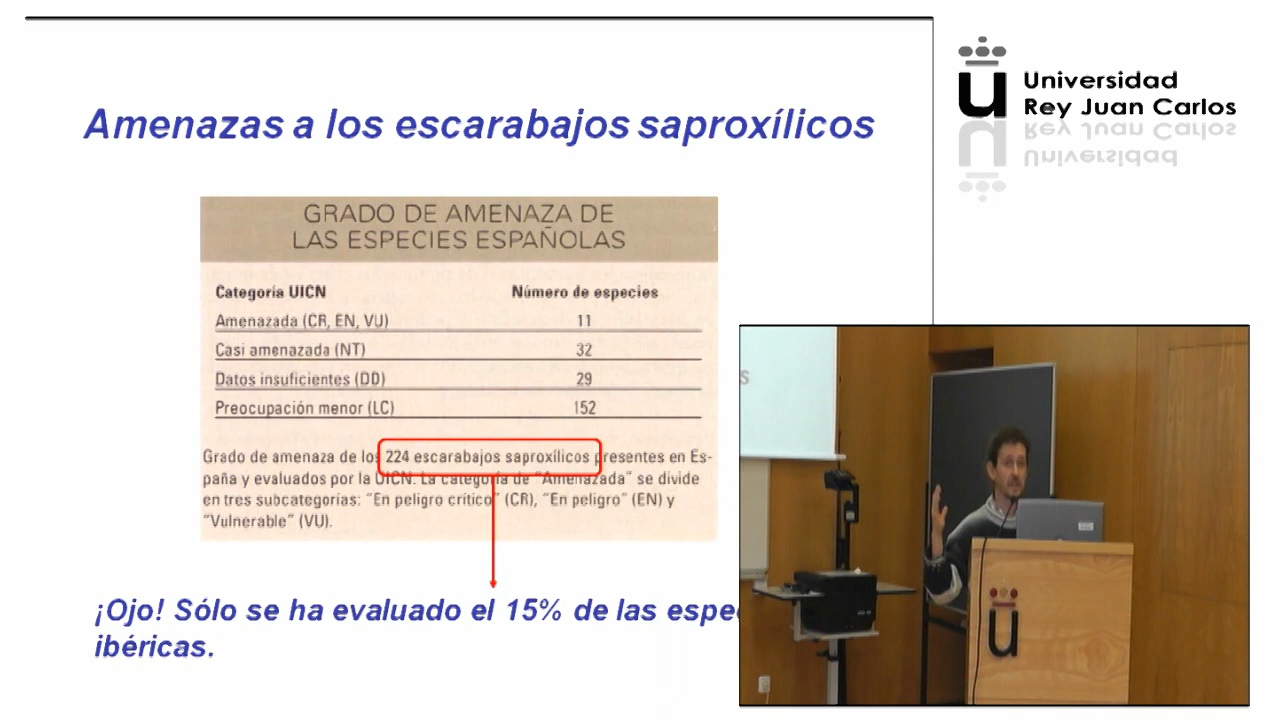 Amenazas a los escarabajos saproxílicos
GRADO DE AMENAZA DE
LAS ESPECIES ESPAÑOLAS
Categoría UICN Número de especies
Amenazada (CR, EN, VU) 11
Casi amenazada (NT) 32
Datos insuficientes (DD) 29
Preocupación menor (LC) 152
Grado de amenaza de los 224 escarabajos saproxílicos presentes en Es-
paña y evaluados por la UICN. La categoría de "Amenazada" se divide
en tres subcategorías: "En peligro crítico" (CR), "En peligro" (EN) y
"Vulnerable" (VU).
¡Ojo! Sólo se ha evaluado el 15% de las
ibéricas.
Universidad
Rey Juan Carlos